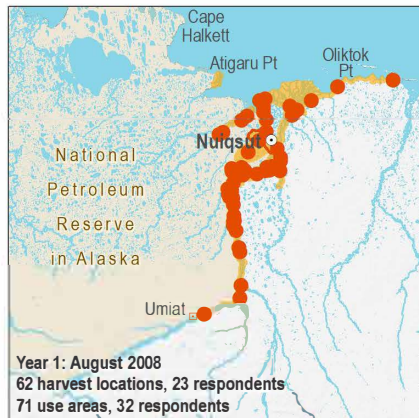 Cape
Halkett
Oliktok
Pt
Atigaru Pt
Nuiqsut
National
Petroleum
Reserve
in Alaska
Umiat
Year 1: August 2008
62 harvest locations, 23 respondents
71 use areas, 32 respondents